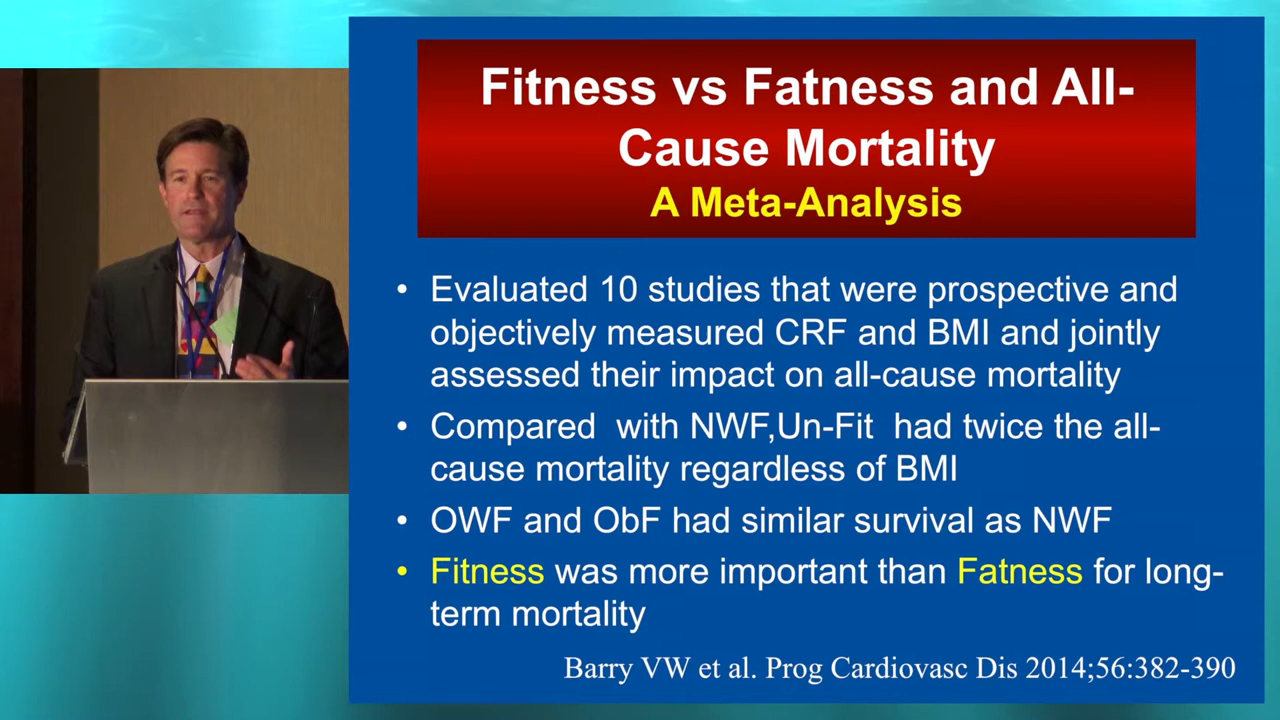 Fitness vs Fatness and All-
Cause Mortality
A Meta-Analysis
• Evaluated 10 studies that were prospective and
objectively measured CRF and BMI and jointly
assessed their impact on all-cause mortality
• Compared with NWF,Un-Fit had twice the all-
cause mortality regardless of BMI
• OWF and ObF had similar survival as NWF
• Fitness was more important than Fatness for long-
term mortality
Barry VW et al. Prog Cardiovasc Dis 2014;56:382-390